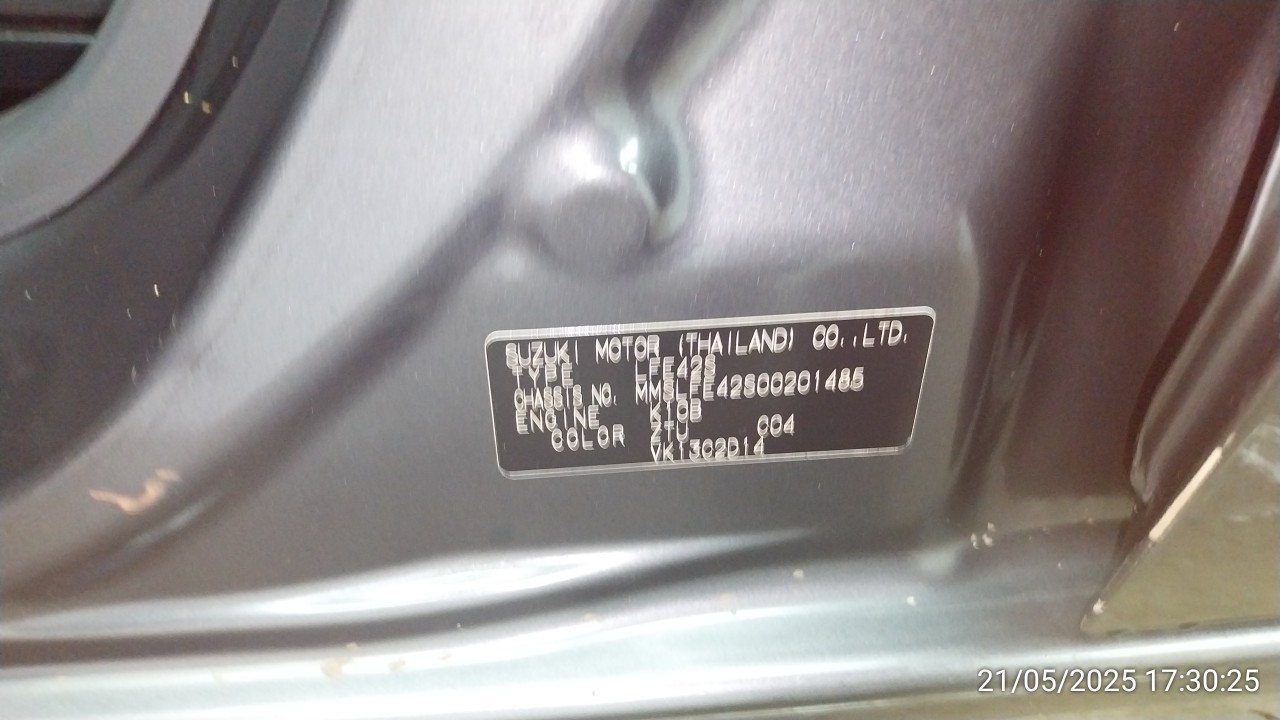 SUZUKI MOTOR (THAILAND) CO.,LTD.
TYPE LFE42S
CHASSIS NO. MMSLFE42S00201485
ENGINE K10B
COLOR ZTU C04
VK13C2D14
21/05/2025 17:30:25